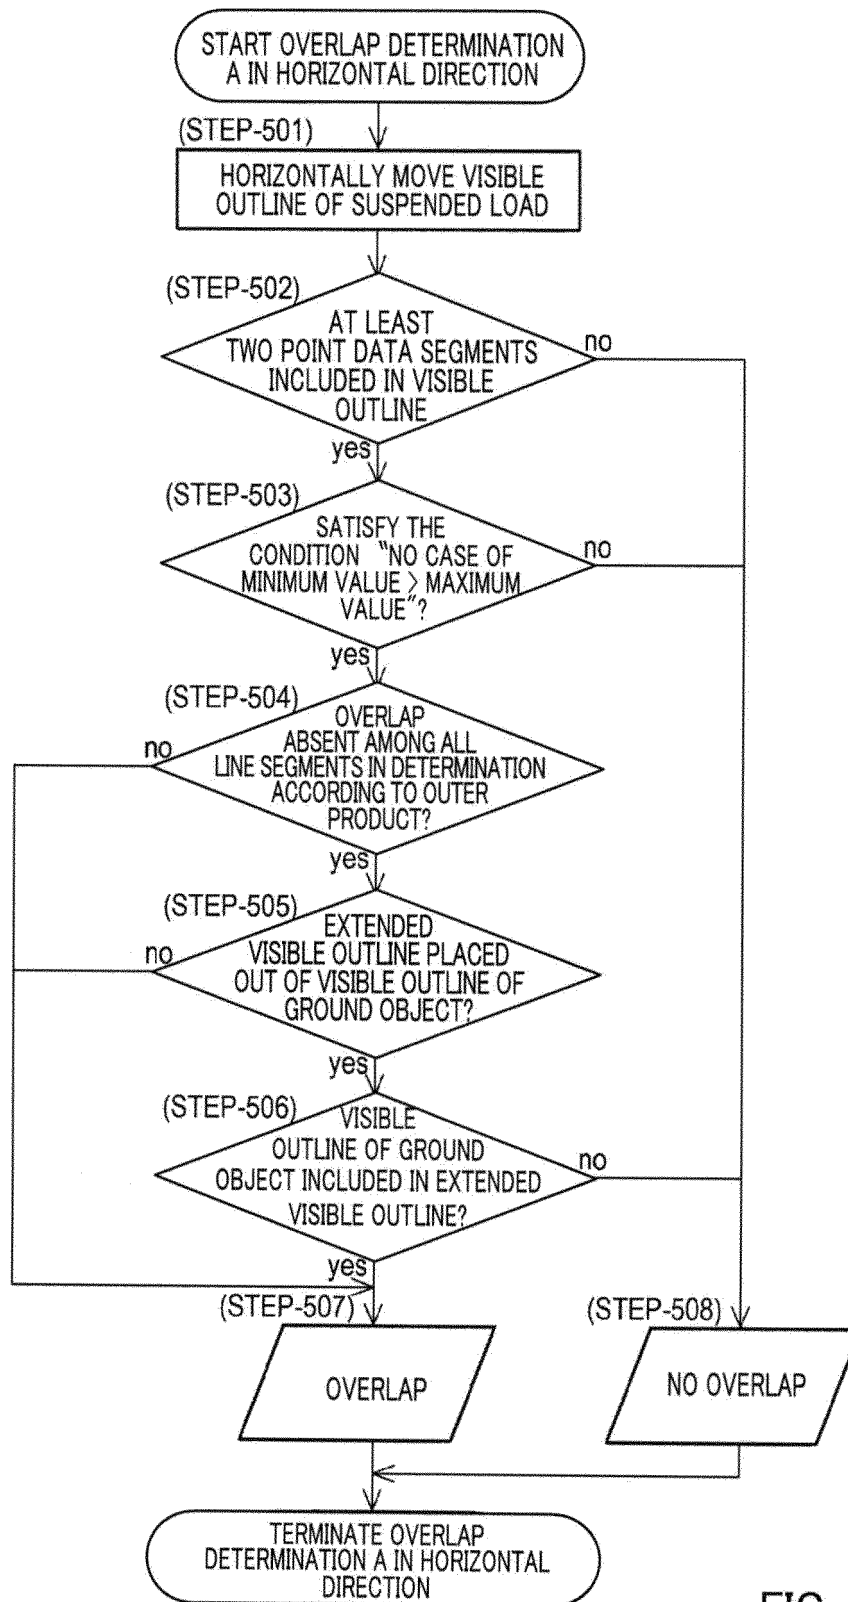 START OVERLAP DETERMINATION
A IN HORIZONTAL DIRECTION
(STEP-501)
HORIZONTALLY MOVE VISIBLE
OUTLINE OF SUSPENDED LOAD
(STEP-502)
AT LEAST
TWO POINT DATA SEGMENTS
INCLUDED IN VISIBLE
OUTLINE
no
yes
(STEP-503)
SATISFY THE
CONDITION "NO CASE OF
MINIMUM VALUE > MAXIMUM
VALUE"?
no
yes
(STEP-504)
OVERLAP
ABSENT AMONG ALL
LINE SEGMENTS IN DETERMINATION
ACCORDING TO OUTER
PRODUCT?
no
yes
(STEP-505)
EXTENDED
VISIBLE OUTLINE PLACED
OUT OF VISIBLE OUTLINE OF
GROUND OBJECT?
no
yes
(STEP-506)
VISIBLE
OUTLINE OF GROUND
OBJECT INCLUDED IN EXTENDED
VISIBLE OUTLINE?
no
yes
(STEP-507)
OVERLAP
(STEP-508)
NO OVERLAP
TERMINATE OVERLAP
DETERMINATION A IN HORIZONTAL
DIRECTION
FIG